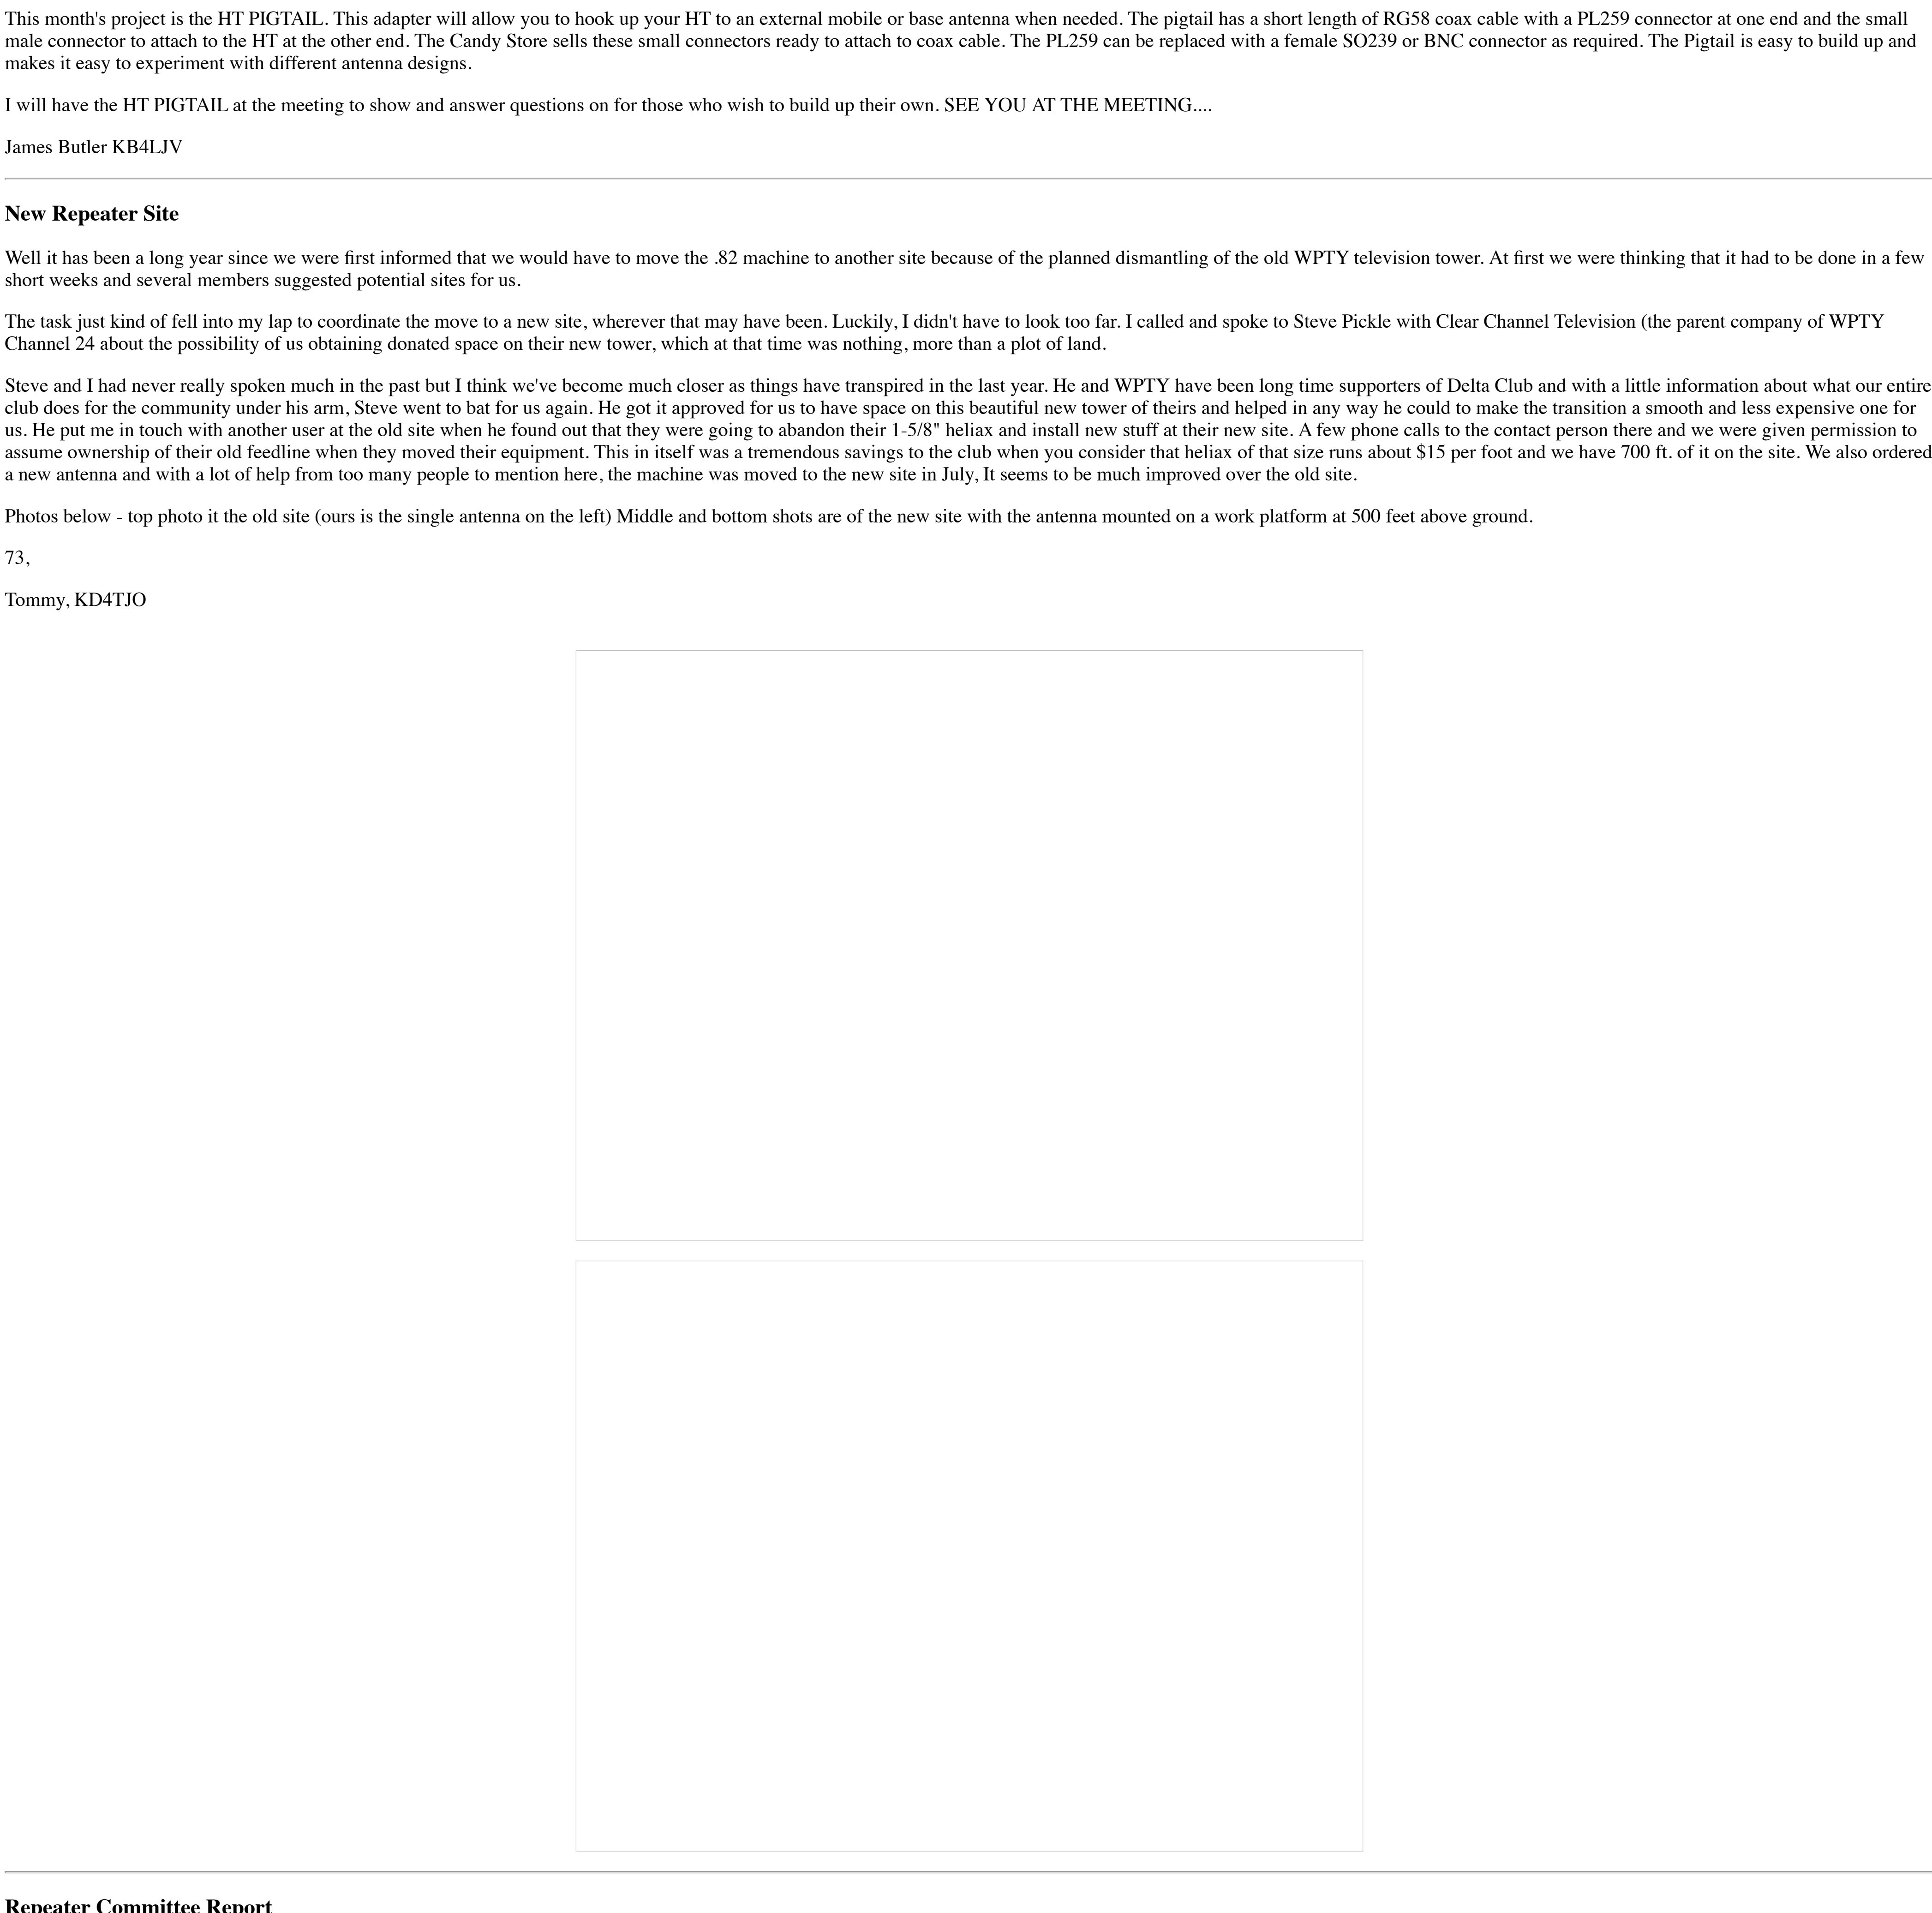 This month's project is the HT PIGTAIL. This adapter will allow you to hook up your HT to an external mobile or base antenna when needed. The pigtail has a short length of RG58 coax cable with a PL259 connector at one end and the small
male connector to attach to the HT at the other end. The Candy Store sells these small connectors ready to attach to coax cable. The PL259 can be replaced with a female SO239 or BNC connector as required. The Pigtail is easy to build up and
makes it easy to experiment with different antenna designs.
I will have the HT PIGTAIL at the meeting to show and answer questions on for those who wish to build up their own. SEE YOU AT THE MEETING....
James Butler KB4LJV
New Repeater Site
Well it has been a long year since we were first informed that we would have to move the .82 machine to another site because of the planned dismantling of the old WPTY television tower. At first we were thinking that it had to be done in a few
short weeks and several members suggested potential sites for us.
The task just kind of fell into my lap to coordinate the move to a new site, wherever that may have been. Luckily, I didn't have to look too far. I called and spoke to Steve Pickle with Clear Channel Television (the parent company of WPTY
Channel 24 about the possibility of us obtaining donated space on their new tower, which at that time was nothing, more than a plot of land.
Steve and I had never really spoken much in the past but I think we've become much closer as things have transpired in the last year. He and WPTY have been long time supporters of Delta Club and with a little information about what our entire
club does for the community under his arm, Steve went to bat for us again. He got it approved for us to have space on this beautiful new tower of theirs and helped in any way he could to make the transition a smooth and less expensive one for
us. He put me in touch with another user at the old site when he found out that they were going to abandon their 1-5/8" heliax and install new stuff at their new site. A few phone calls to the contact person there and we were given permission to
assume ownership of their old feedline when they moved their equipment. This in itself was a tremendous savings to the club when you consider that heliax of that size runs about $15 per foot and we have 700 ft. of it on the site. We also ordered
a new antenna and with a lot of help from too many people to mention here, the machine was moved to the new site in July, It seems to be much improved over the old site.
Photos below - top photo it the old site (ours is the single antenna on the left) Middle and bottom shots are of the new site with the antenna mounted on a work platform at 500 feet above ground.
73,
Tommy, KD4TJO
Repeater Committee Report